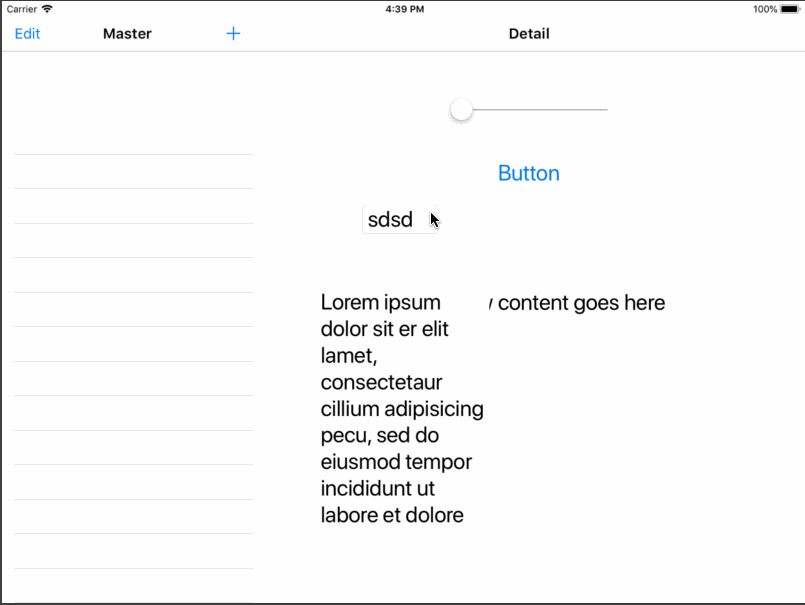 Carrier 4:39 PM 100%
Edit Master + Detail
Button
sdsd
Lorem ipsum
dolor sit er elit
lamet,
consectetaur
cillium adipisicing
pecu, sed do
eiusmod tempor
incididunt ut
labore et dolore
content goes here